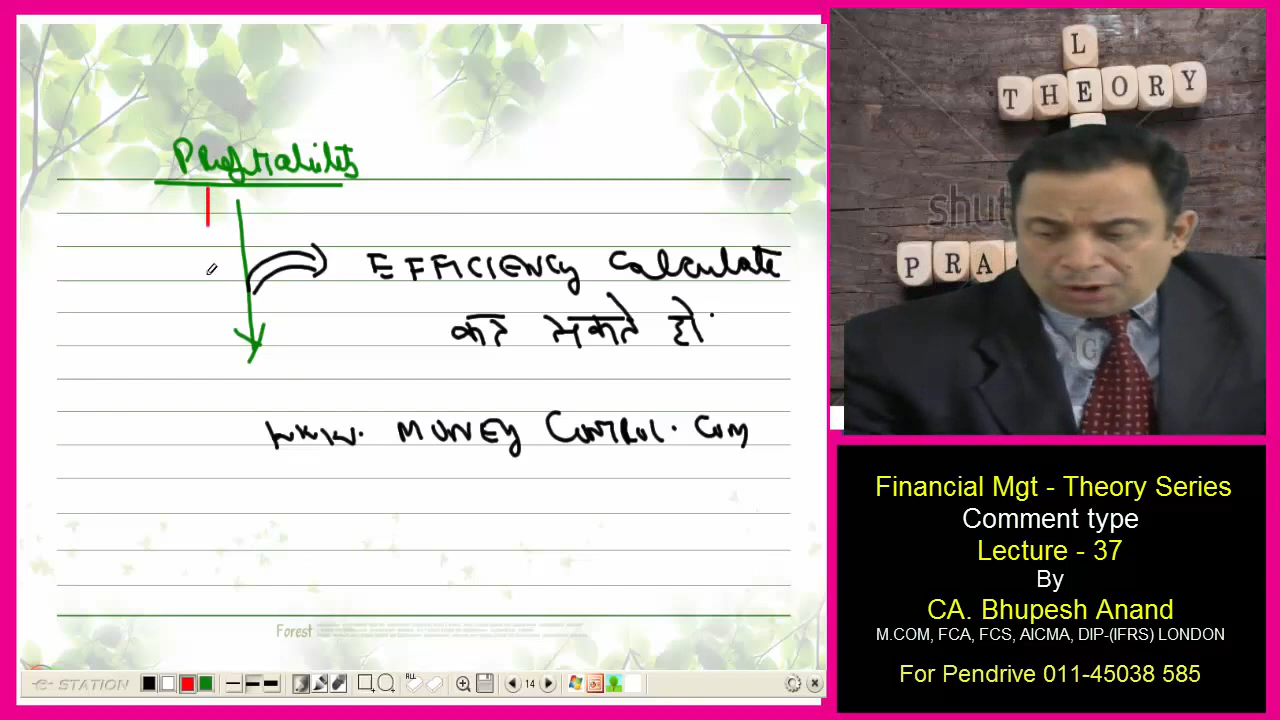 Profitability
EFFICIENCY Calculate
कर सकते हो
www. MONEY CONTROL. COM
Forest
e- STATION
ALL
14
L
THEORY
shut
PRA
G
Financial Mgt - Theory Series
Comment type
Lecture - 37
By
CA. Bhupesh Anand
M.COM, FCA, FCS, AICMA, DIP-(IFRS) LONDON
For Pendrive 011-45038 585